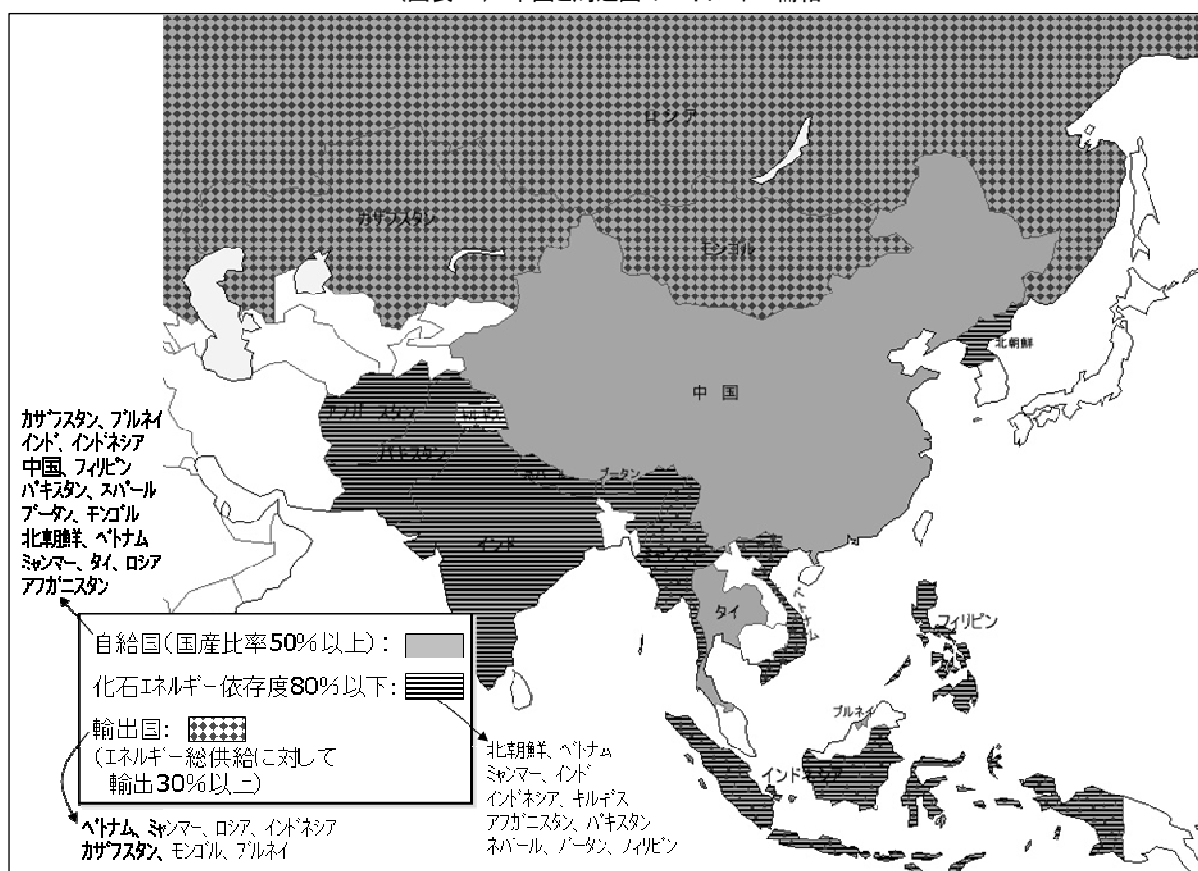 ロシア
カザフスタン
モンゴル
北朝鮮
中国
アフガニスタン
キルギス
パキスタン
ネパール
ブータン
インド
ミャンマー
ベトナム
タイ
フィリピン
ブルネイ
インドネシア
カザフスタン、ブルネイ
インド、インドネシア
中国、フィリピン
パキスタン、ネパール
ブータン、モンゴル
北朝鮮、ベトナム
ミャンマー、タイ、ロシア
アフガニスタン
自給国(国産比率50%以上):
化石エネルギー依存度80%以下:
輸出国:
(エネルギー総供給に対して
輸出30%以上)
ベトナム、ミャンマー、ロシア、インドネシア
カザフスタン、モンゴル、ブルネイ
北朝鮮、ベトナム
ミャンマー、インド
インドネシア、キルギス
アフガニスタン、パキスタン
ネパール、ブータン、フィリピン